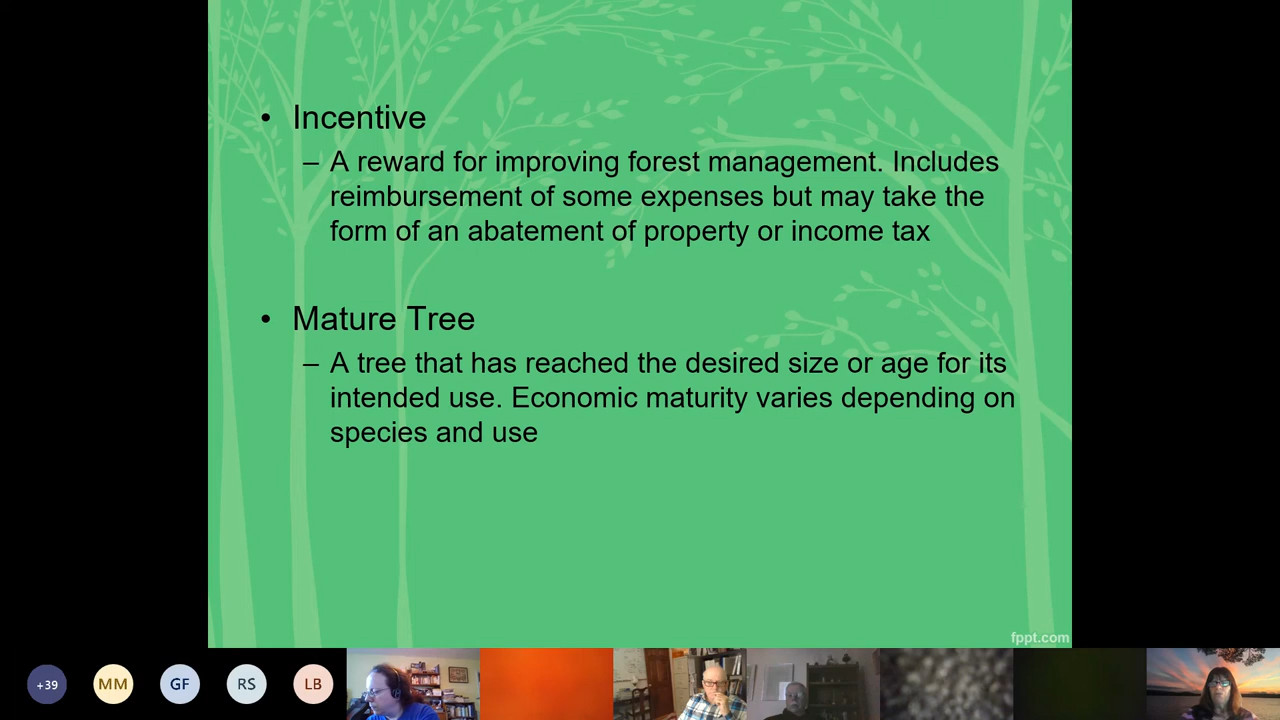 • Incentive
– A reward for improving forest management. Includes
reimbursement of some expenses but may take the
form of an abatement of property or income tax
• Mature Tree
– A tree that has reached the desired size or age for its
intended use. Economic maturity varies depending on
species and use
fppt.com
+39 MM GF RS LB